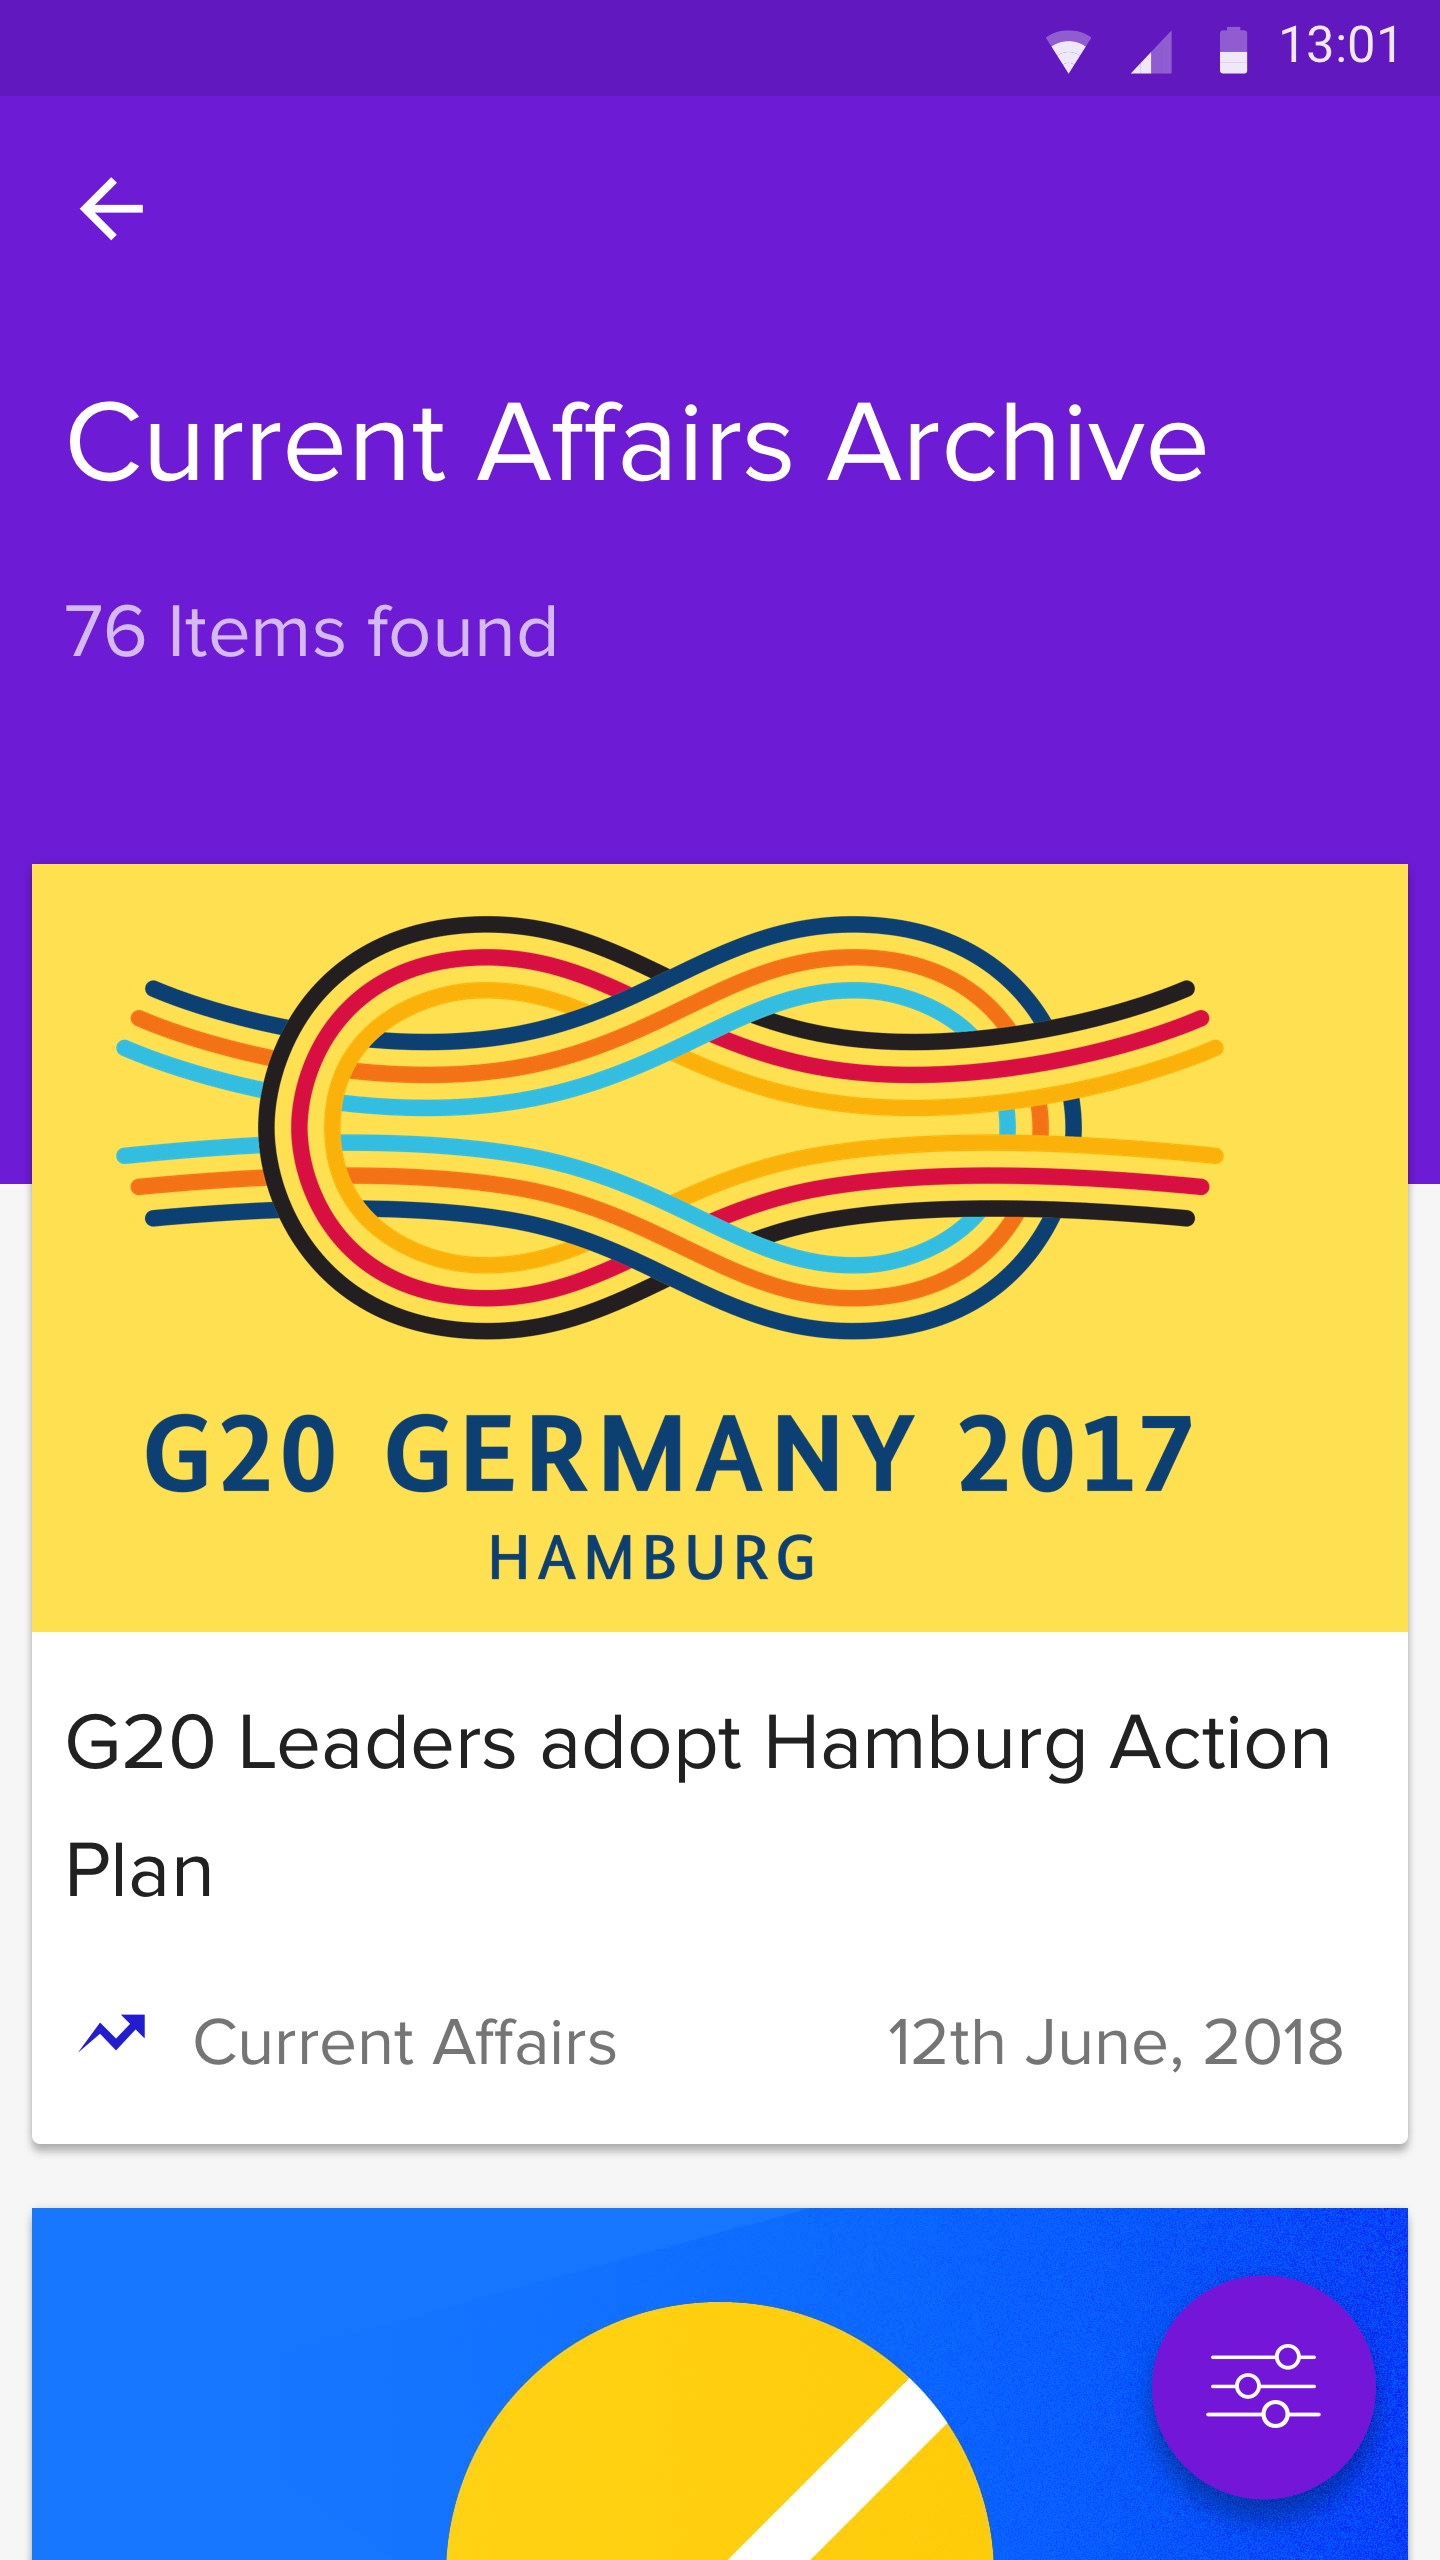 13:01
Current Affairs Archive
76 Items found
G20 GERMANY 2017
HAMBURG
G20 Leaders adopt Hamburg Action
Plan
Current Affairs 12th June, 2018